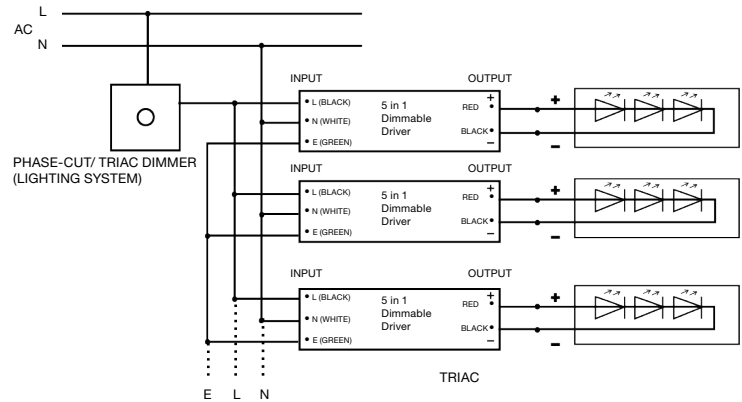 L
AC
N
INPUT
OUTPUT
L (BLACK)
N (WHITE)
E (GREEN)
5 in 1
Dimmable
Driver
RED
+
BLACK
–
+
–
PHASE-CUT/ TRIAC DIMMER
(LIGHTING SYSTEM)
INPUT
OUTPUT
L (BLACK)
N (WHITE)
E (GREEN)
5 in 1
Dimmable
Driver
RED
+
BLACK
–
+
–
INPUT
OUTPUT
L (BLACK)
N (WHITE)
E (GREEN)
5 in 1
Dimmable
Driver
RED
+
BLACK
–
+
–
TRIAC
E L N